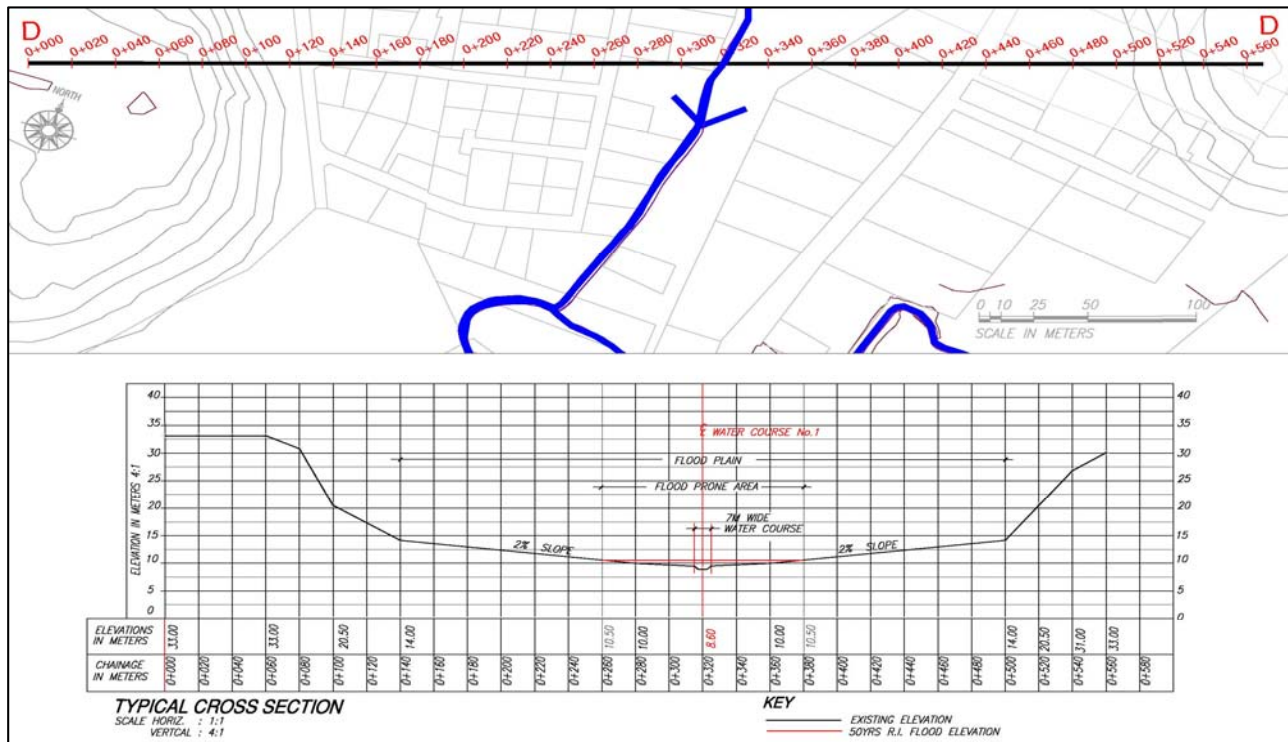 D D
0+000 0+020 0+040 0+060 0+080 0+100 0+120 0+140 0+160 0+180 0+200 0+220 0+240 0+260 0+280 0+300 0+320 0+340 0+360 0+380 0+400 0+420 0+440 0+460 0+480 0+500 0+520 0+540 0+560
NORTH
0 10 25 50 100
SCALE IN METERS
40 40
35 35
WATER COURSE No.1
30 30
FLOOD PLAIN
25 25
FLOOD PRONE AREA
20 20
7M WIDE
WATER COURSE
15 15
2% SLOPE 2% SLOPE
10 10
5 5
0 0
ELEVATION IN METERS 4:1
ELEVATIONS
IN METERS
33.00 33.00 20.50 14.00 10.50 10.00 8.60 10.00 10.50 14.00 20.50 31.00 33.00
CHAINAGE
IN METERS
0+000 0+020 0+040 0+060 0+080 0+100 0+120 0+140 0+160 0+180 0+200 0+220 0+240 0+260 0+280 0+300 0+320 0+340 0+360 0+380 0+400 0+420 0+440 0+460 0+480 0+500 0+520 0+540 0+560 0+580
TYPICAL CROSS SECTION
SCALE HORIZ. : 1:1
VERTCAL : 4:1
KEY
EXISTING ELEVATION
50YRS R.I. FLOOD ELEVATION